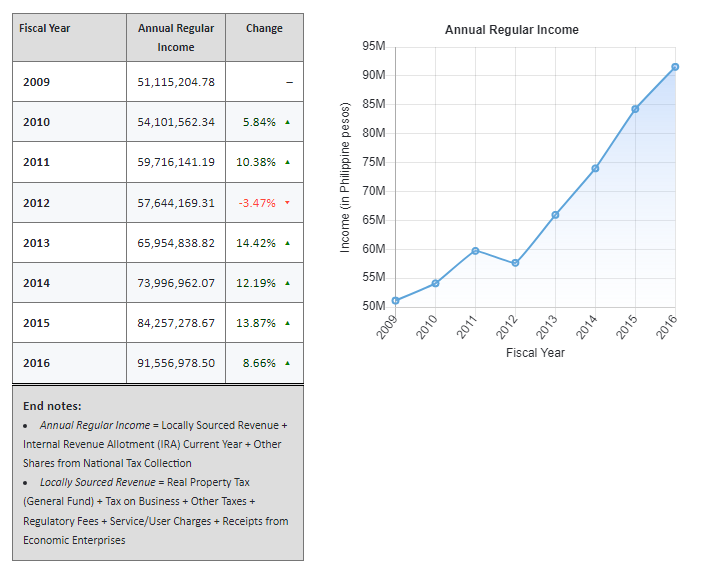 Fiscal Year Annual Regular Income Change
2009 51,115,204.78 –
2010 54,101,562.34 5.84% ▲
2011 59,716,141.19 10.38% ▲
2012 57,644,169.31 -3.47% ▼
2013 65,954,838.82 14.42% ▲
2014 73,996,962.07 12.19% ▲
2015 84,257,278.67 13.87% ▲
2016 91,556,978.50 8.66% ▲
End notes:
• Annual Regular Income = Locally Sourced Revenue +
Internal Revenue Allotment (IRA) Current Year + Other
Shares from National Tax Collection
• Locally Sourced Revenue = Real Property Tax
(General Fund) + Tax on Business + Other Taxes +
Regulatory Fees + Service/User Charges + Receipts from
Economic Enterprises
Annual Regular Income
Income (in Philippine pesos)
95M
90M
85M
80M
75M
70M
65M
60M
55M
50M
2009 2010 2011 2012 2013 2014 2015 2016
Fiscal Year